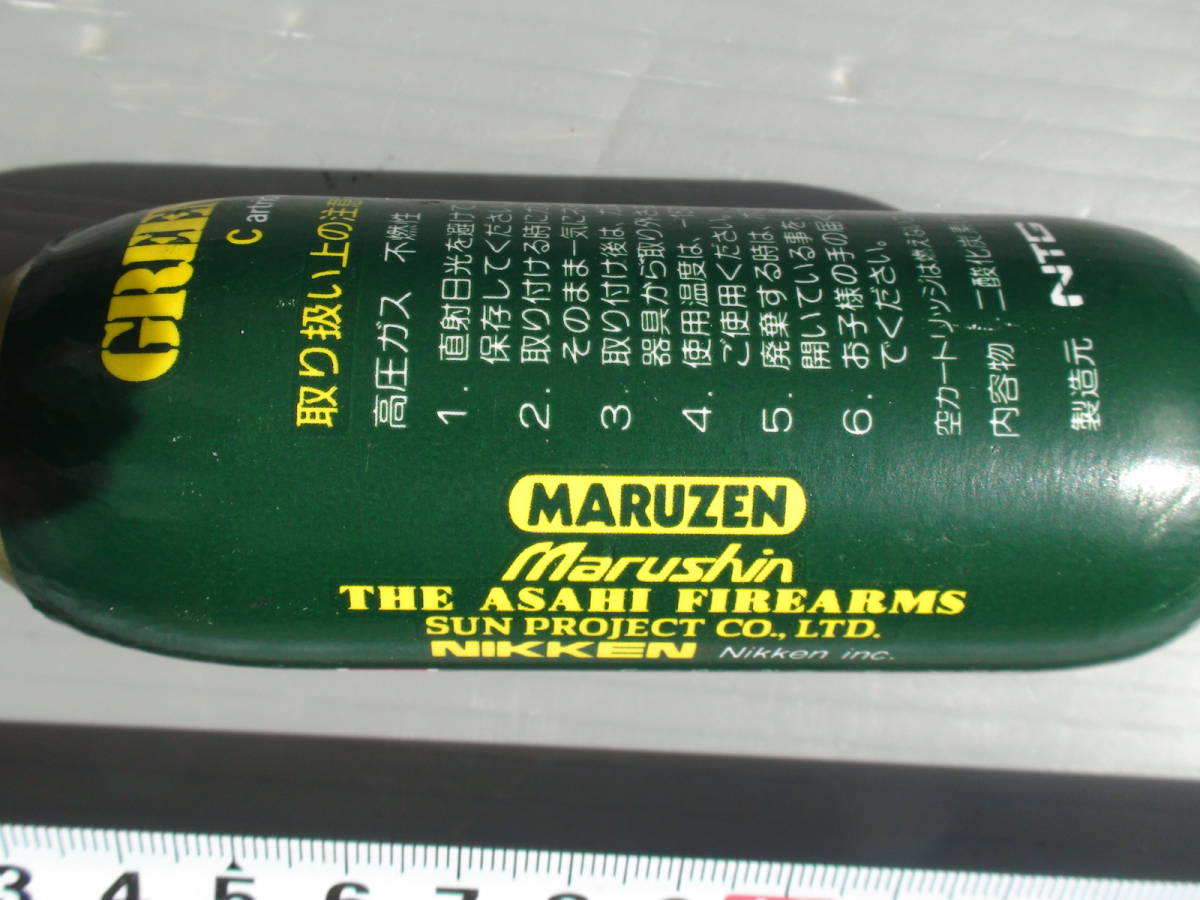 GREEN
Cartr
取り扱い上の注意
高圧ガス 不燃性
1. 直射日光を避けて
保存してください
2. 取り付ける時に
そのまま一気に
3 取り付け後は、
器具から取り外
4. 使用温度は、
ご使用ください
5. 廃棄する時は、
開いている事を
6. お子様の手の届
でください。
空カートリッジは燃えない
内容物 二酸化炭素
製造元 NTG
MARUZEN
Marushin
THE ASAHI FIREARMS
SUN PROJECT CO., LTD.
NIKKEN Nikken inc.
3 4 5 6 7 8 9